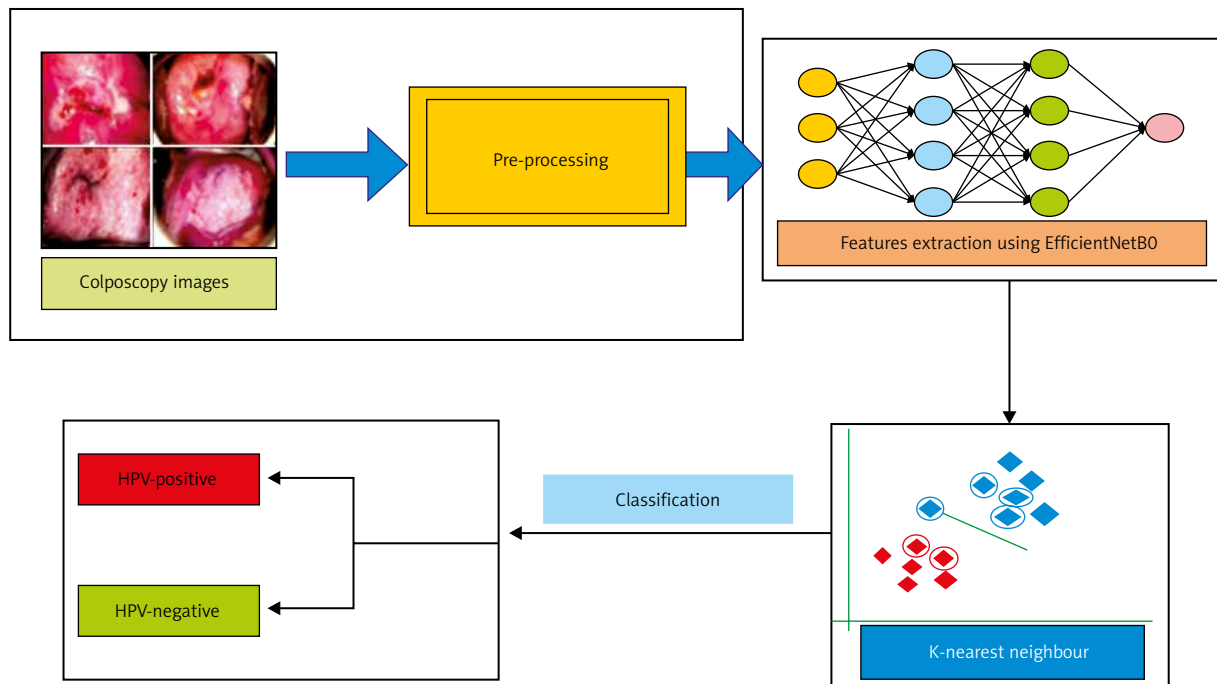 Colposcopy images
Pre-processing
Features extraction using EfficientNetB0
K-nearest neighbour
Classification
HPV-positive
HPV-negative